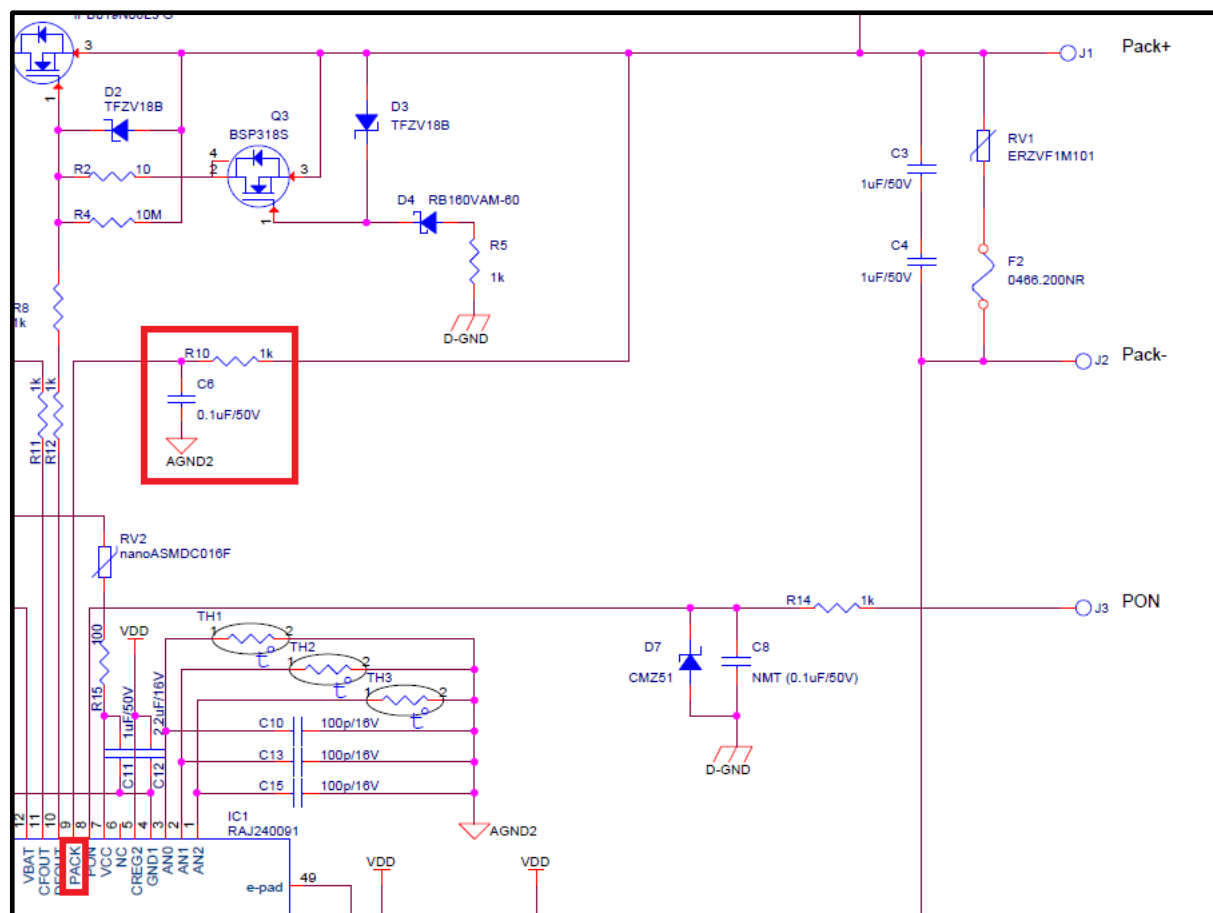 3
J1
Pack+
1
D2
TFZV18B
Q3
BSP318S
D3
TFZV18B
4
2
3
1
R2
10
R4
10M
D4
RB160VAM-60
R5
1k
D-GND
C3
1uF/50V
C4
1uF/50V
RV1
ERZVF1M101
F2
0466.200NR
R8
1k
R10
1k
C6
0.1uF/50V
AGND2
J2
Pack-
1k
1k
R11
R12
RV2
nanoASMDC016F
R14
1k
J3
PON
TH1
1
2
TH2
1
2
TH3
1
2
VDD
100
R15
1uF/50V
2.2uF/16V
C11
C12
D7
CMZ51
C8
NMT (0.1uF/50V)
D-GND
C10
100p/16V
C13
100p/16V
C15
100p/16V
AGND2
IC1
RAJ240091
12
11
10
9
8
7
6
5
4
3
2
1
VBAT
CFOUT
PACK
PON
VCC
NC
CREG2
GND1
AN0
AN1
AN2
e-pad
49
VDD
VDD